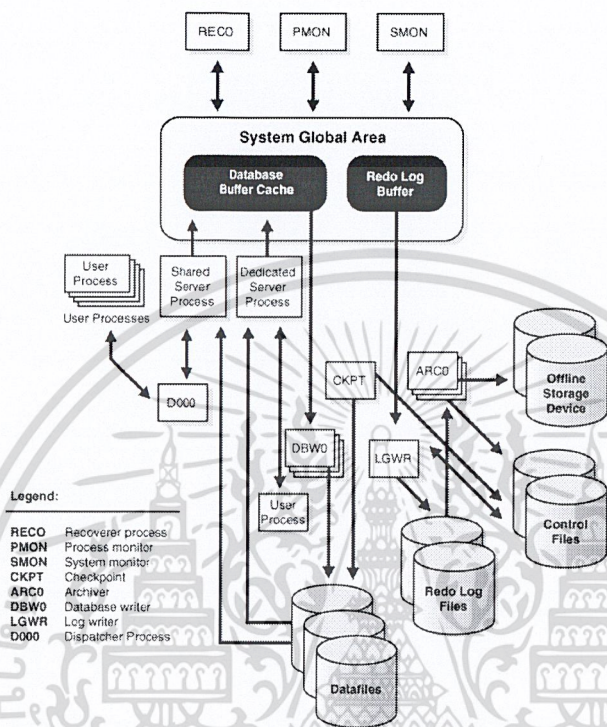 RECO
PMON
SMON
System Global Area
Database
Buffer Cache
Redo Log
Buffer
User
Process
User Processes
Shared
Server
Process
Dedicated
Server
Process
D000
CKPT
ARC0
Offline
Storage
Device
DBW0
LGWR
User
Process
Control
Files
Redo Log
Files
Datafiles
Legend:
RECO Recoverer process
PMON Process monitor
SMON System monitor
CKPT Checkpoint
ARC0 Archiver
DBW0 Database writer
LGWR Log writer
D000 Dispatcher Process